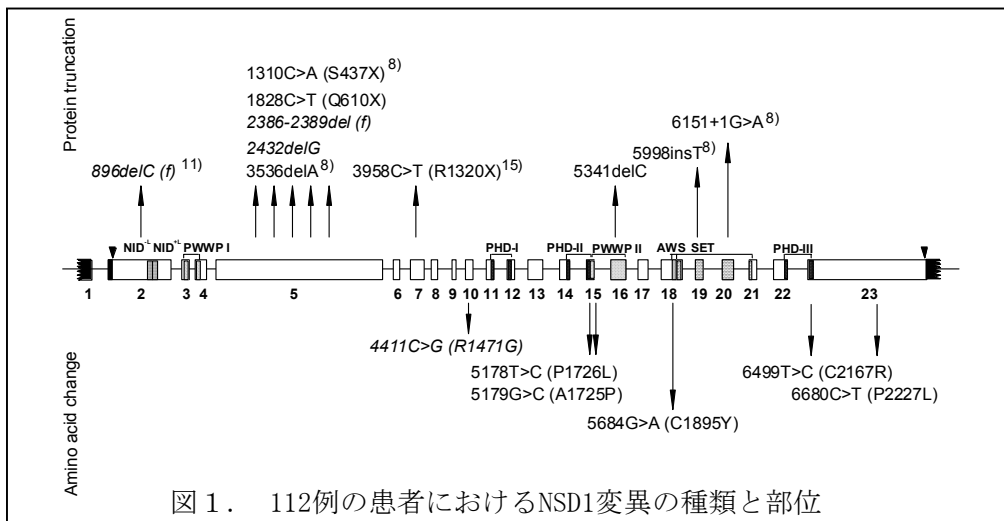 Protein truncation
1310C>A (S437X) 8)
1828C>T (Q610X)
2386-2389del (f)
2432delG
3536delA 8)
896delC (f) 11)
3958C>T (R1320X) 15)
5341delC
6151+1G>A 8)
5998insT 8)
NID-L NID+L PWWP I PHD-I PHD-II PWWP II AWS SET PHD-III
1 2 3 4 5 6 7 8 9 10 11 12 13 14 15 16 17 18 19 20 21 22 23
Amino acid change
4411C>G (R1471G)
5178T>C (P1726L)
5179G>C (A1725P)
5684G>A (C1895Y)
6499T>C (C2167R)
6680C>T (P2227L)
図１． 112例の患者におけるNSD1変異の種類と部位